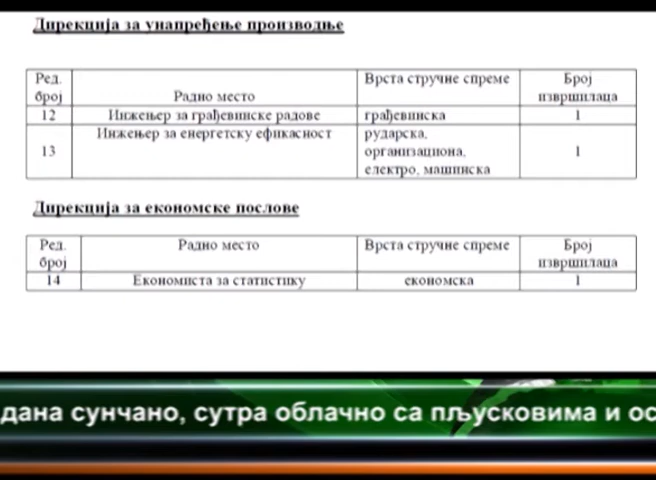 Дирекција за унапређење производње
Ред. број Радно место Врста стручне спреме Број извршилаца
12 Инжењер за грађевинске радове грађевинска 1
13 Инжењер за енергетску ефикасност рударска, организациона, електро, машинска 1
Дирекција за економске послове
Ред. број Радно место Врста стручне спреме Број извршилаца
14 Економиста за статистику економска 1
дана сунчано, сутра облачно са пљусковима и ос